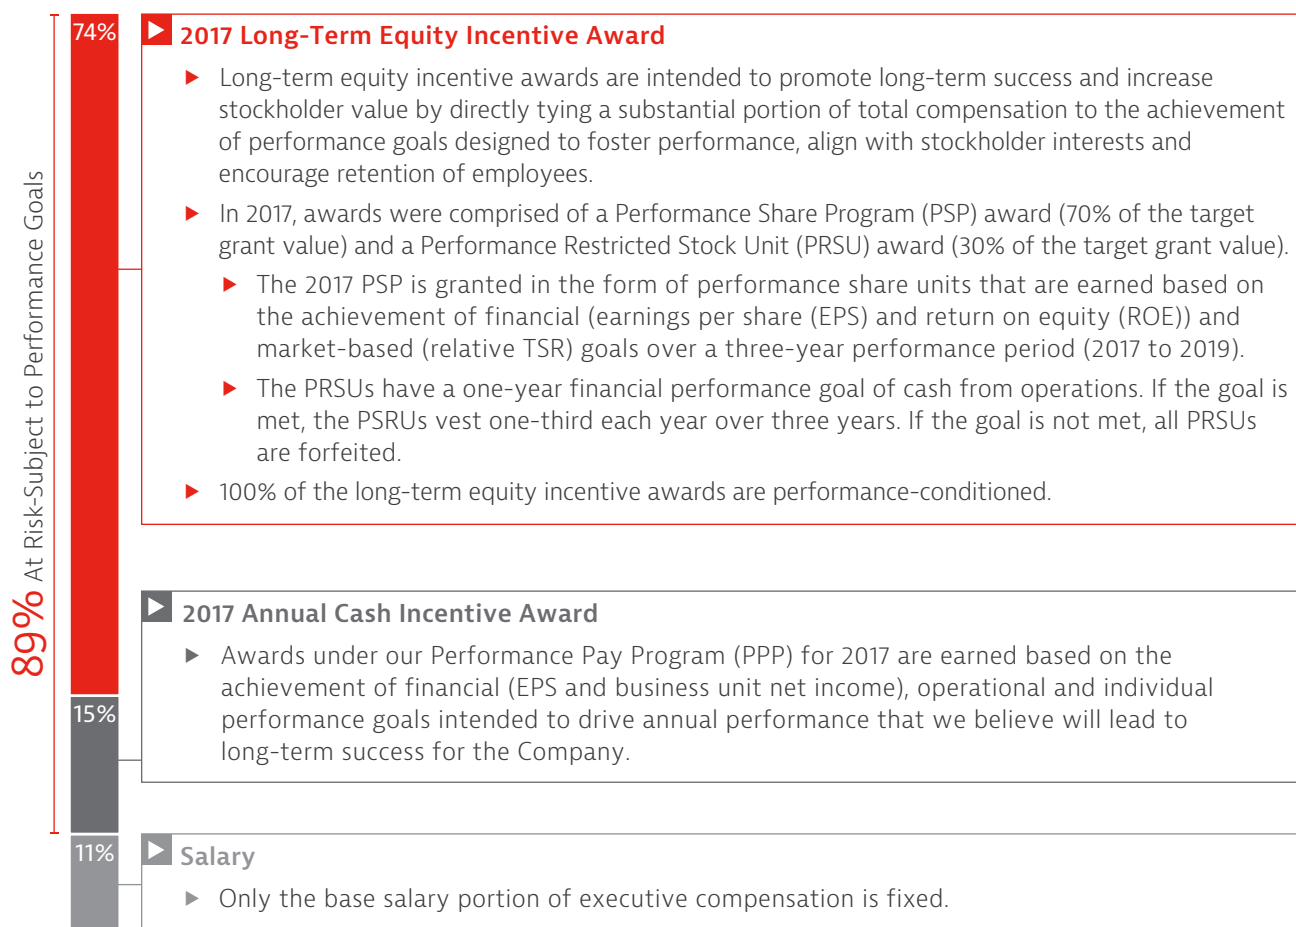 74%
2017 Long-Term Equity Incentive Award
Long-term equity incentive awards are intended to promote long-term success and increase
stockholder value by directly tying a substantial portion of total compensation to the achievement
of performance goals designed to foster performance, align with stockholder interests and
encourage retention of employees.
In 2017, awards were comprised of a Performance Share Program (PSP) award (70% of the target
grant value) and a Performance Restricted Stock Unit (PRSU) award (30% of the target grant value).
The 2017 PSP is granted in the form of performance share units that are earned based on
the achievement of financial (earnings per share (EPS) and return on equity (ROE)) and
market-based (relative TSR) goals over a three-year performance period (2017 to 2019).
The PRSUs have a one-year financial performance goal of cash from operations. If the goal is
met, the PSRUs vest one-third each year over three years. If the goal is not met, all PRSUs
are forfeited.
100% of the long-term equity incentive awards are performance-conditioned.
89% At Risk-Subject to Performance Goals
15%
2017 Annual Cash Incentive Award
Awards under our Performance Pay Program (PPP) for 2017 are earned based on the
achievement of financial (EPS and business unit net income), operational and individual
performance goals intended to drive annual performance that we believe will lead to
long-term success for the Company.
11%
Salary
Only the base salary portion of executive compensation is fixed.